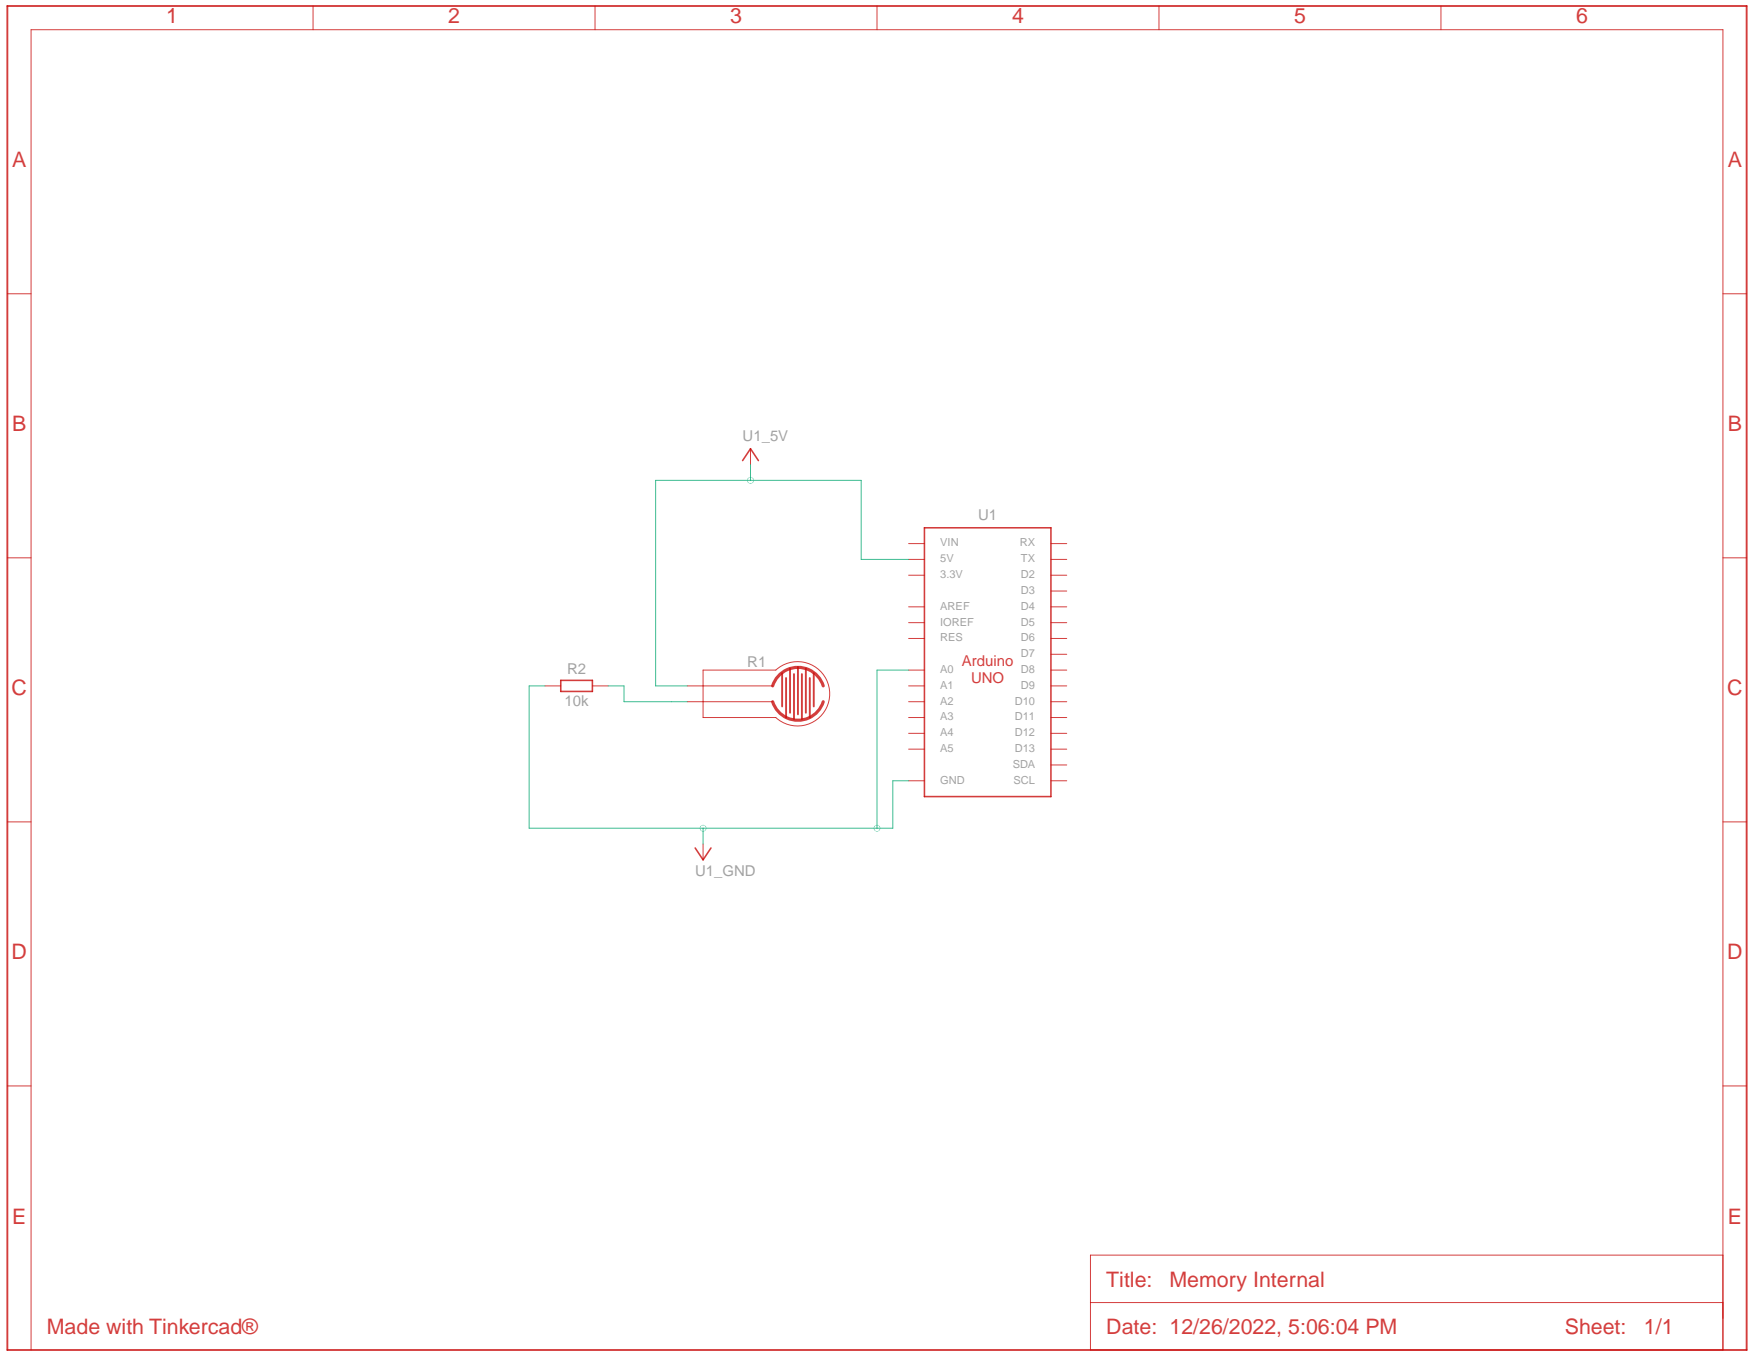 1 2 3 4 5 6
A A
B B
U1_5V
U1
VIN RX
5V TX
3.3V D2
D3
AREF D4
IOREF D5
RES D6
D7
R1
Arduino
UNO
A0 D8
R2
C C
A1 D9
10k
A2 D10
A3 D11
A4 D12
A5 D13
SDA
GND SCL
U1_GND
D D
E E
Title: Memory Internal
Made with Tinkercad®
Date: 12/26/2022, 5:06:04 PM Sheet: 1/1